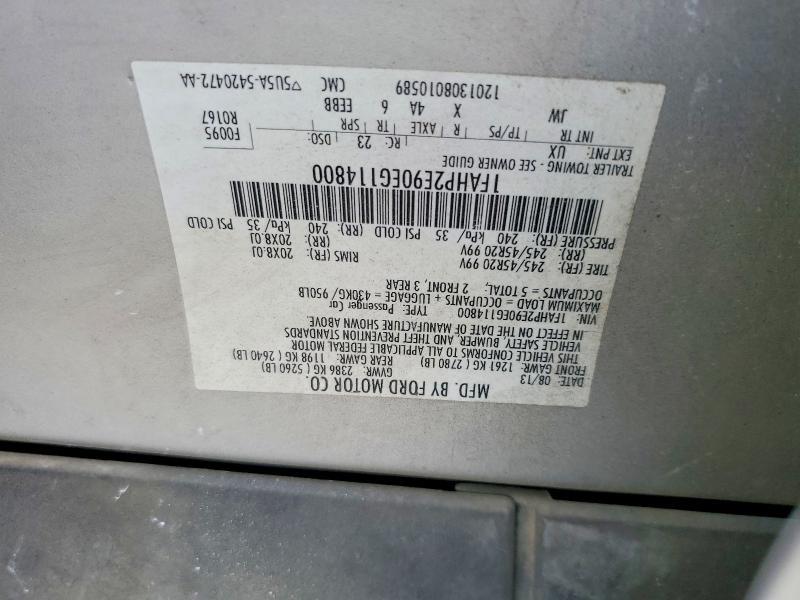 MFD. BY FORD MOTOR CO.
DATE: 08/13 GVWR: 2386 KG ( 5260 LB)
FRONT GAWR: 1261 KG ( 2780 LB) REAR GAWR: 1198 KG ( 2640 LB)
THIS VEHICLE CONFORMS TO ALL APPLICABLE FEDERAL MOTOR
VEHICLE SAFETY, BUMPER, AND THEFT PREVENTION STANDARDS
IN EFFECT ON THE DATE OF MANUFACTURE SHOWN ABOVE.
VIN: 1FAHP2E90EG114800 TYPE: Passenger Car
MAXIMUM LOAD = OCCUPANTS + LUGGAGE = 430KG/ 950LB
OCCUPANTS = 5 TOTAL, 2 FRONT, 3 REAR
TIRE (FR): 245/45R20 99V RIMS (FR): 20X8.0J
(RR): 245/45R20 99V (RR): 20X8.0J
PRESSURE (FR): 240 kPa/ 35 PSI COLD (RR): 240 kPa/ 35 PSI COLD
1FAHP2E90EG114800
TRAILER TOWING - SEE OWNER GUIDE
EXT PNT: UX RC: 23 DSO: F0095
INT TR TP/PS R AXLE TR SPR R0167
JW X 4A 6 EEBB
1201308010589 CMC ▽5U5A-5420472-AA